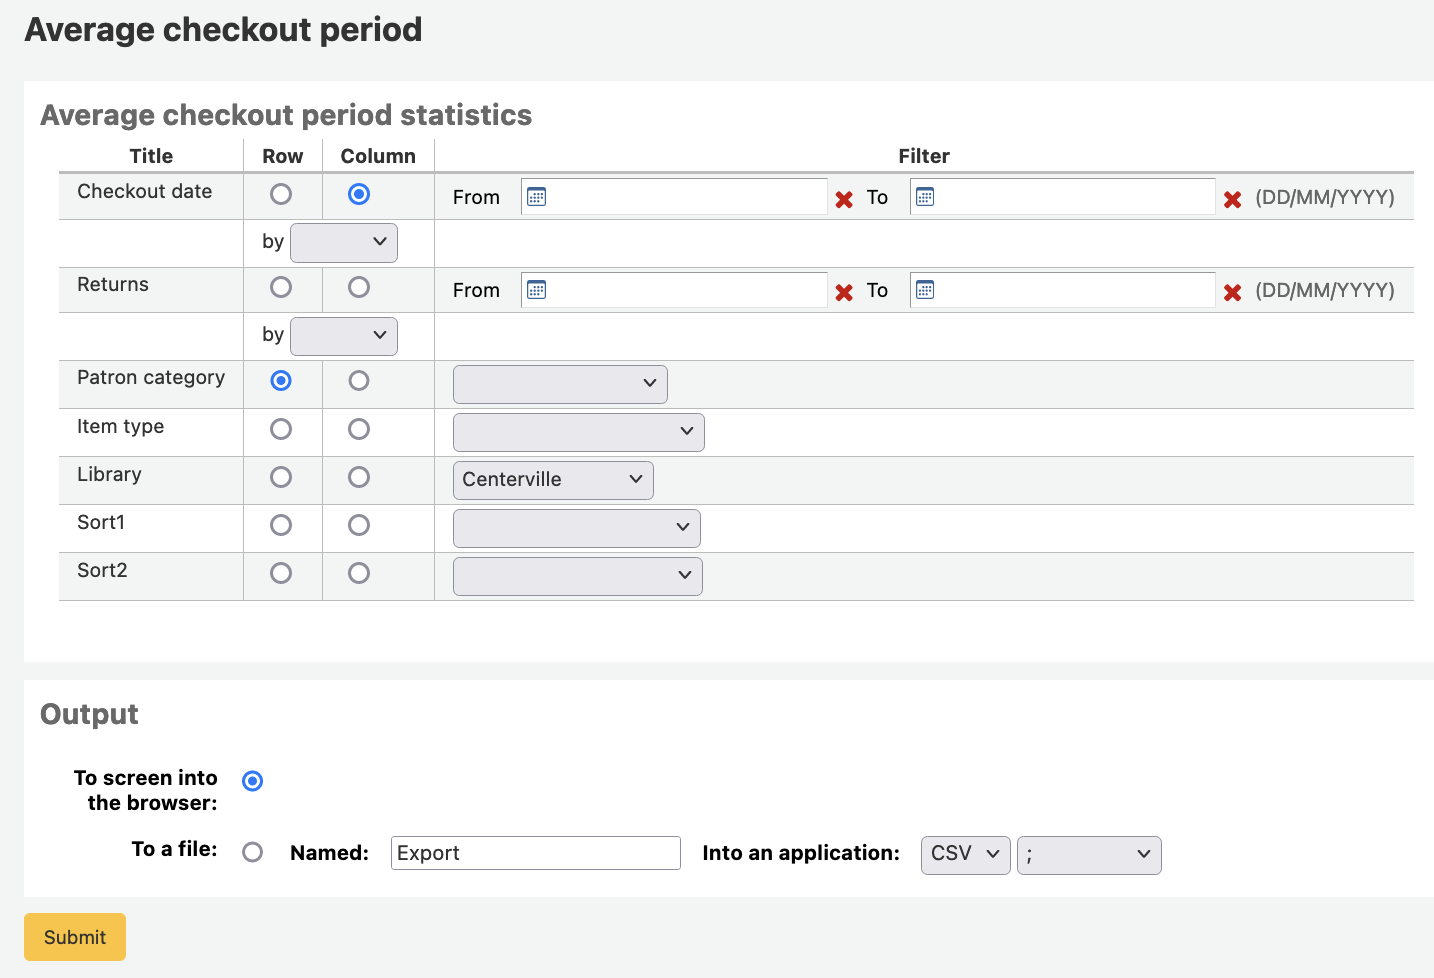 Average checkout period
Average checkout period statistics
Title Row Column Filter
Checkout date From To (DD/MM/YYYY)
by
Returns From To (DD/MM/YYYY)
by
Patron category
Item type
Library Centerville
Sort1
Sort2
Output
To screen into
the browser:
To a file: Named: Export Into an application: CSV ;
Submit